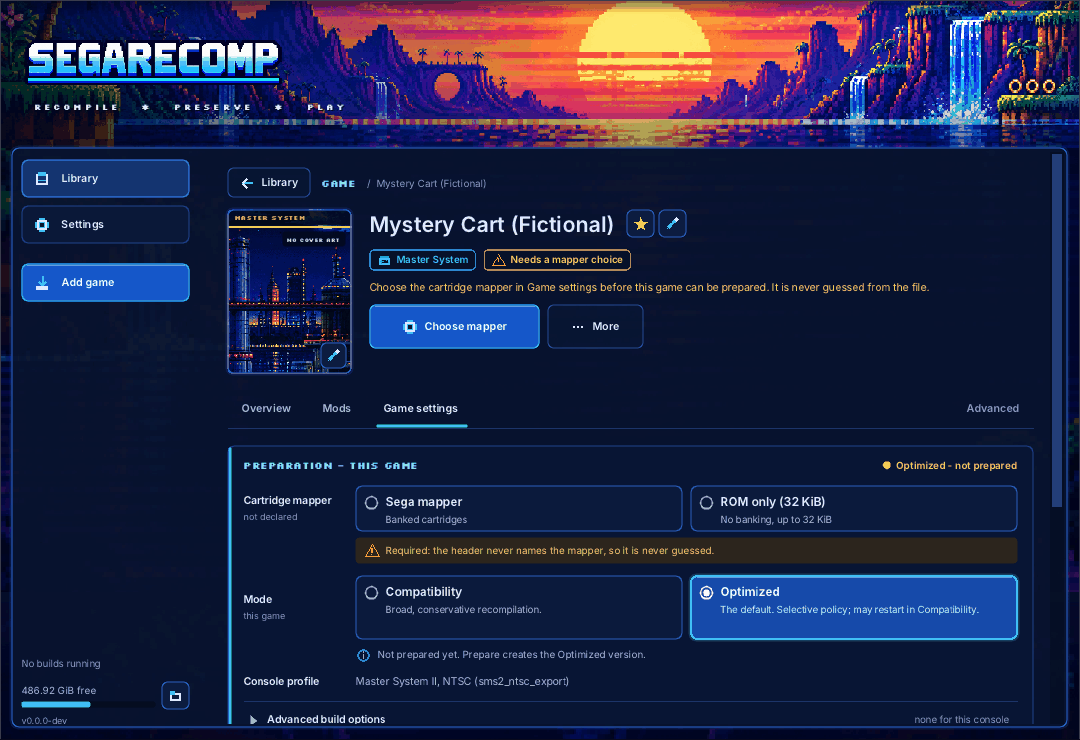 SEGARECOMP
RECOMPILE * PRESERVE * PLAY
Library
Settings
Add game
No builds running
486.92 GiB free
v0.0.0-dev
Library GAME / Mystery Cart (Fictional)
MASTER SYSTEM
NO COVER ART
Mystery Cart (Fictional)
Master System Needs a mapper choice
Choose the cartridge mapper in Game settings before this game can be prepared. It is never guessed from the file.
Choose mapper ... More
Overview Mods Game settings Advanced
PREPARATION - THIS GAME Optimized - not prepared
Cartridge mapper
not declared
Sega mapper
Banked cartridges
ROM only (32 KiB)
No banking, up to 32 KiB
Required: the header never names the mapper, so it is never guessed.
Mode
this game
Compatibility
Broad, conservative recompilation.
Optimized
The default. Selective policy; may restart in Compatibility.
Not prepared yet. Prepare creates the Optimized version.
Console profile Master System II, NTSC (sms2_ntsc_export)
Advanced build options none for this console